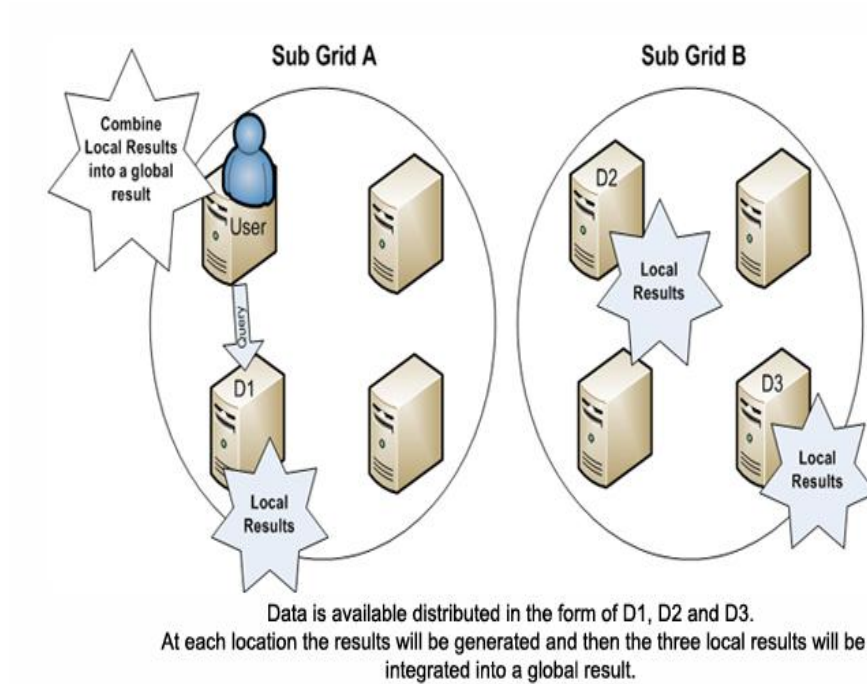 Sub Grid A
Sub Grid B
Combine
Local Results
into a global
result
User
Query
D1
Local
Results
D2
Local
Results
D3
Local
Results
Data is available distributed in the form of D1, D2 and D3.
At each location the results will be generated and then the three local results will be
integrated into a global result.